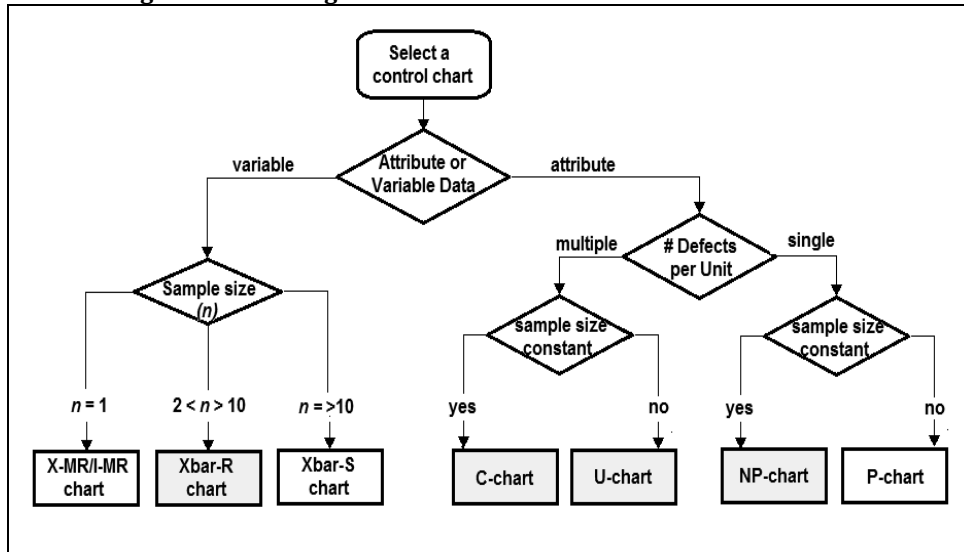 Select a
control chart
variable
Attribute or
Variable Data
attribute
multiple
# Defects
per Unit
single
Sample size
(n)
sample size
constant
sample size
constant
n = 1
2 < n > 10
n = >10
yes
no
yes
no
X-MR/I-MR
chart
Xbar-R
chart
Xbar-S
chart
C-chart
U-chart
NP-chart
P-chart